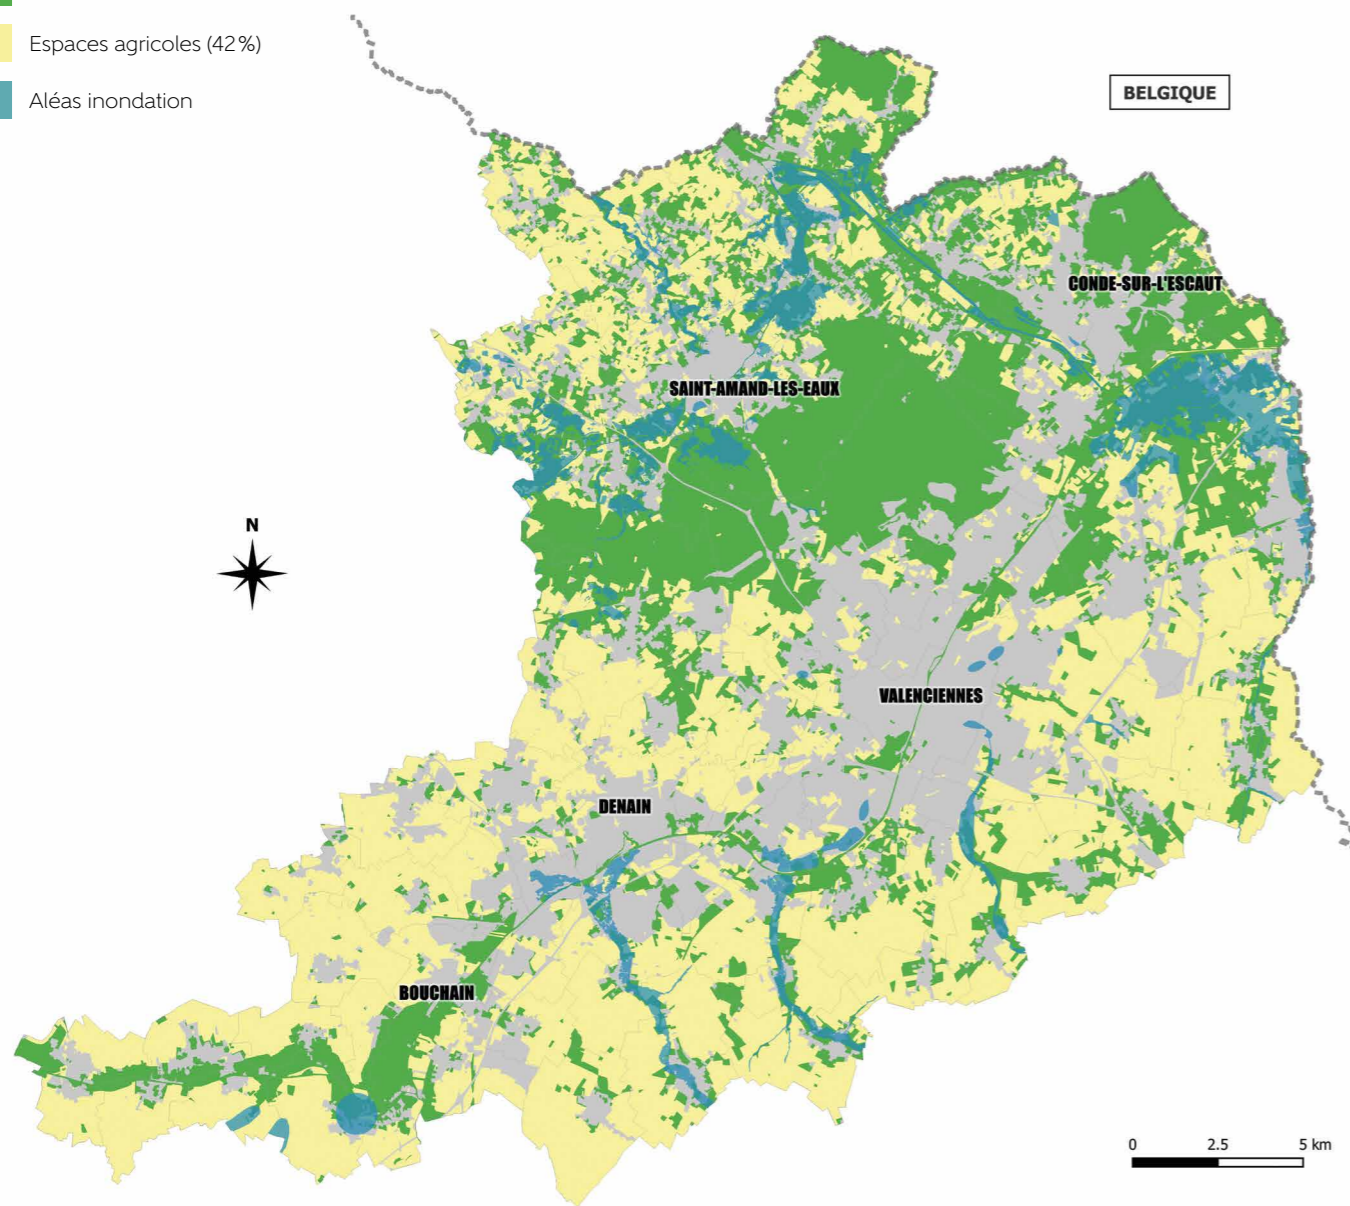 Espaces agricoles (42 %)
Aléas inondation
BELGIQUE
CONDE-SUR-L'ESCAUT
SAINT-AMAND-LES-EAUX
N
VALENCIENNES
DENAIN
BOUCHAIN
0 2.5 5 km